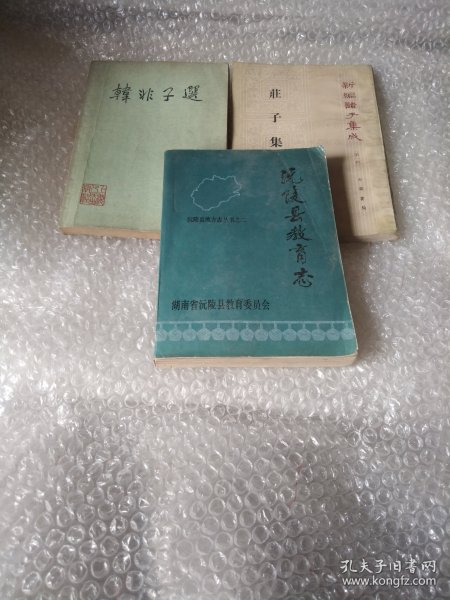 韓非子選
新編諸子集成
莊子集
沅陵县教育志
沅陵县地方志丛书之二
湖南省沅陵县教育委员会
孔夫子旧书网
www.kongfz.com